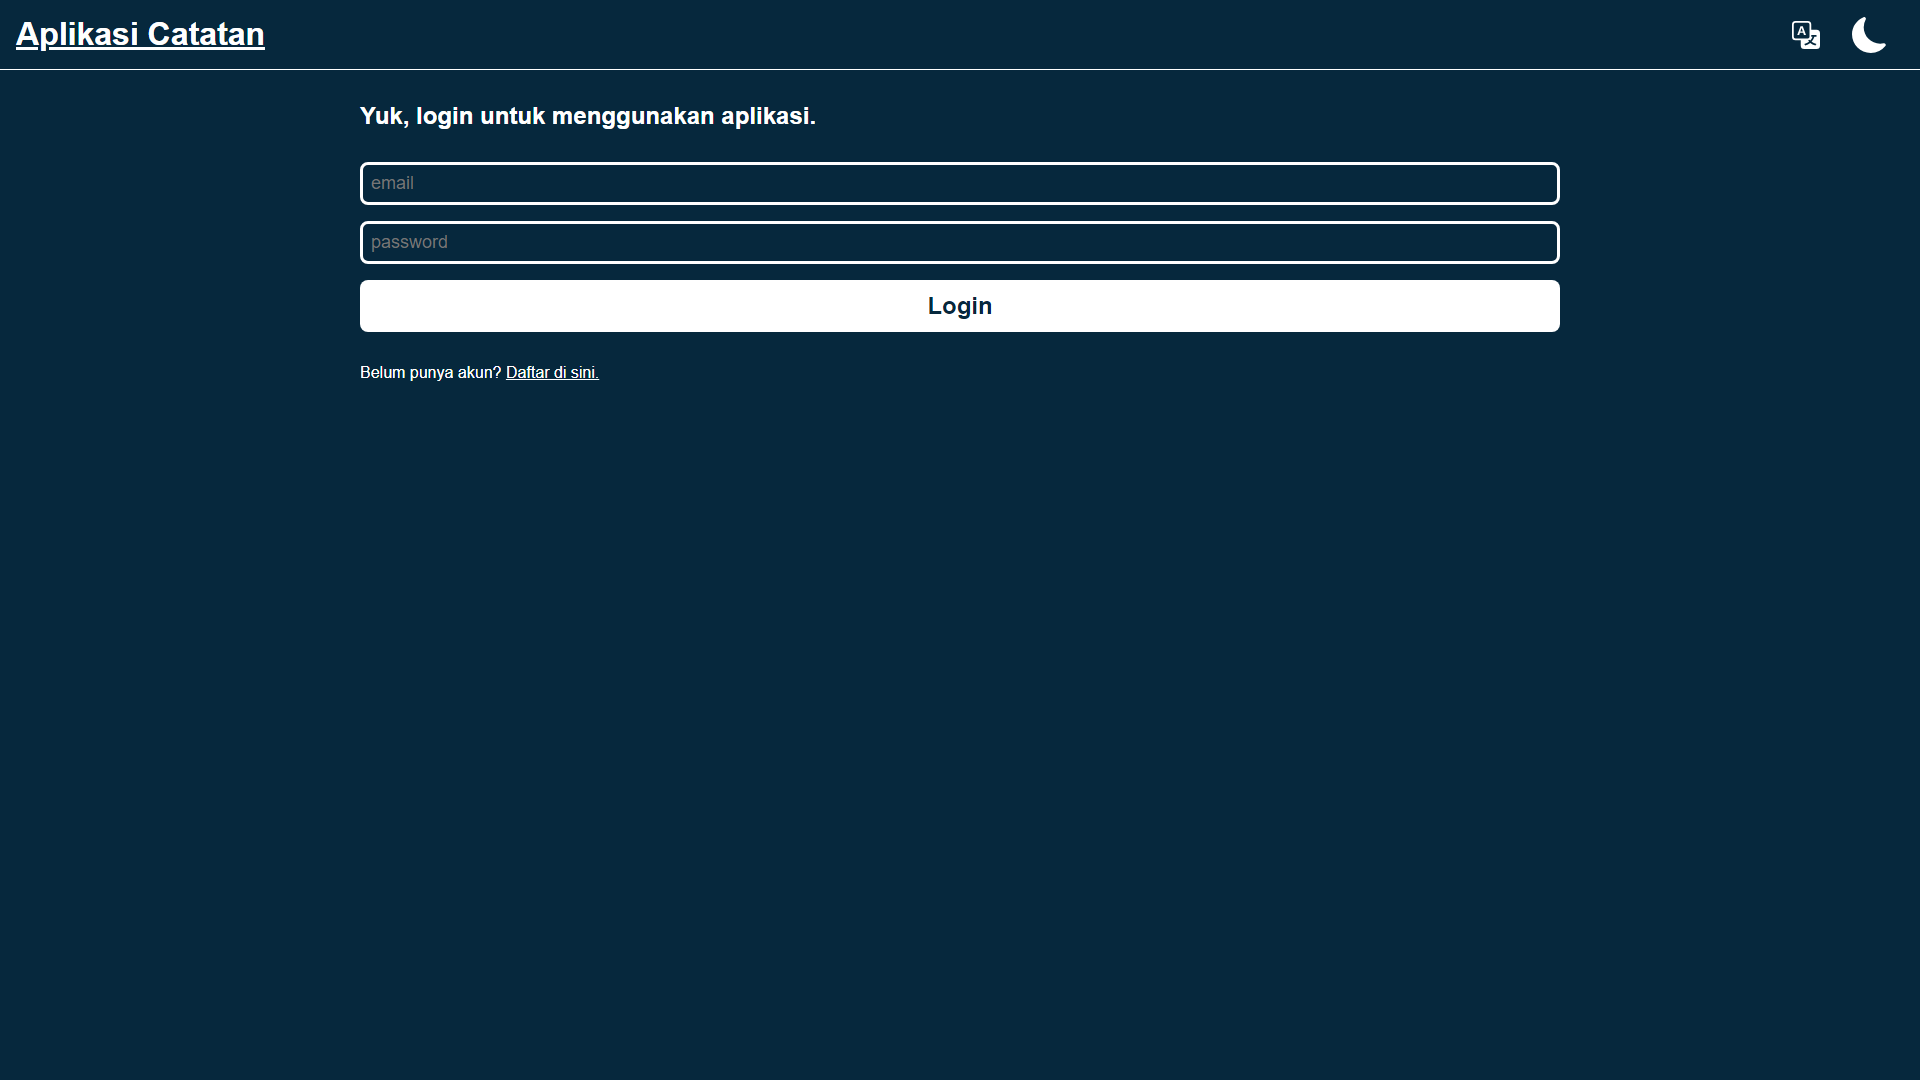 Aplikasi Catatan
Yuk, login untuk menggunakan aplikasi.
email
password
Login
Belum punya akun? Daftar di sini.